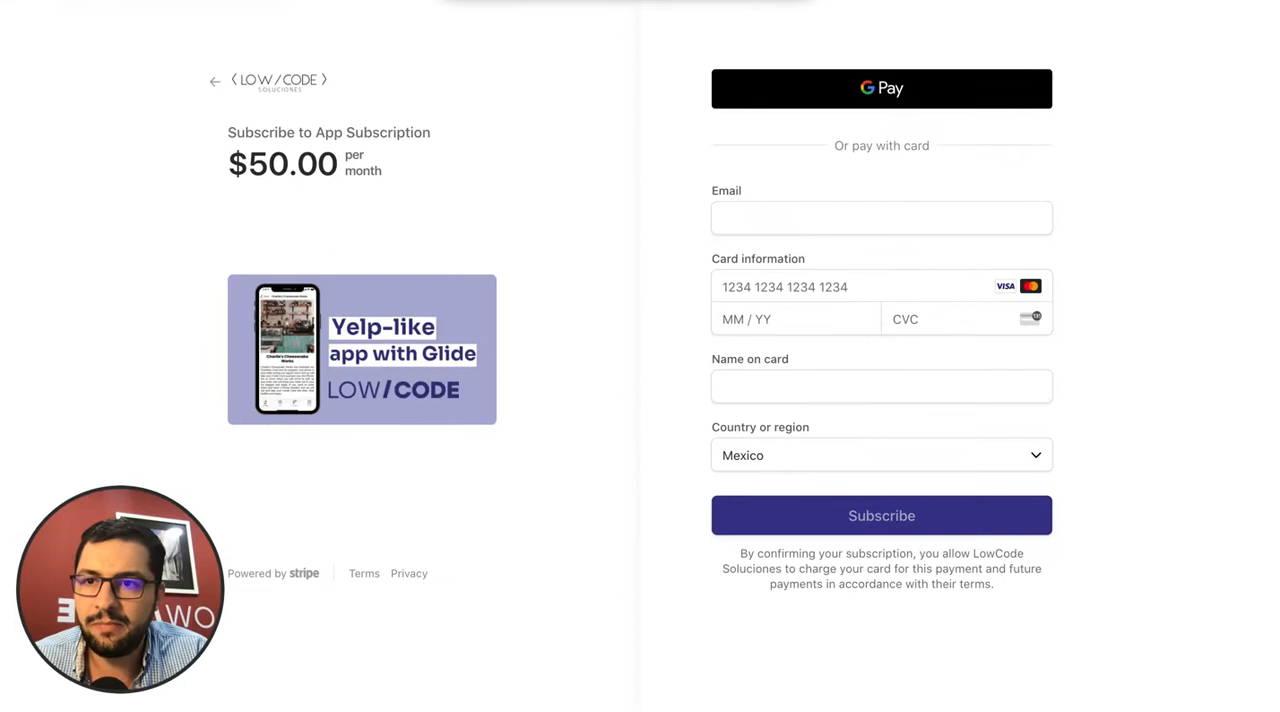 ← 〈 LOW/CODE 〉
SOLUCIONES
Subscribe to App Subscription
$50.00 per
month
Yelp-like
app with Glide
LOW/CODE
Powered by stripe
Terms
Privacy
G Pay
Or pay with card
Email
Card information
1234 1234 1234 1234
VISA
MM / YY
CVC
Name on card
Country or region
Mexico
Subscribe
By confirming your subscription, you allow LowCode
Soluciones to charge your card for this payment and future
payments in accordance with their terms.